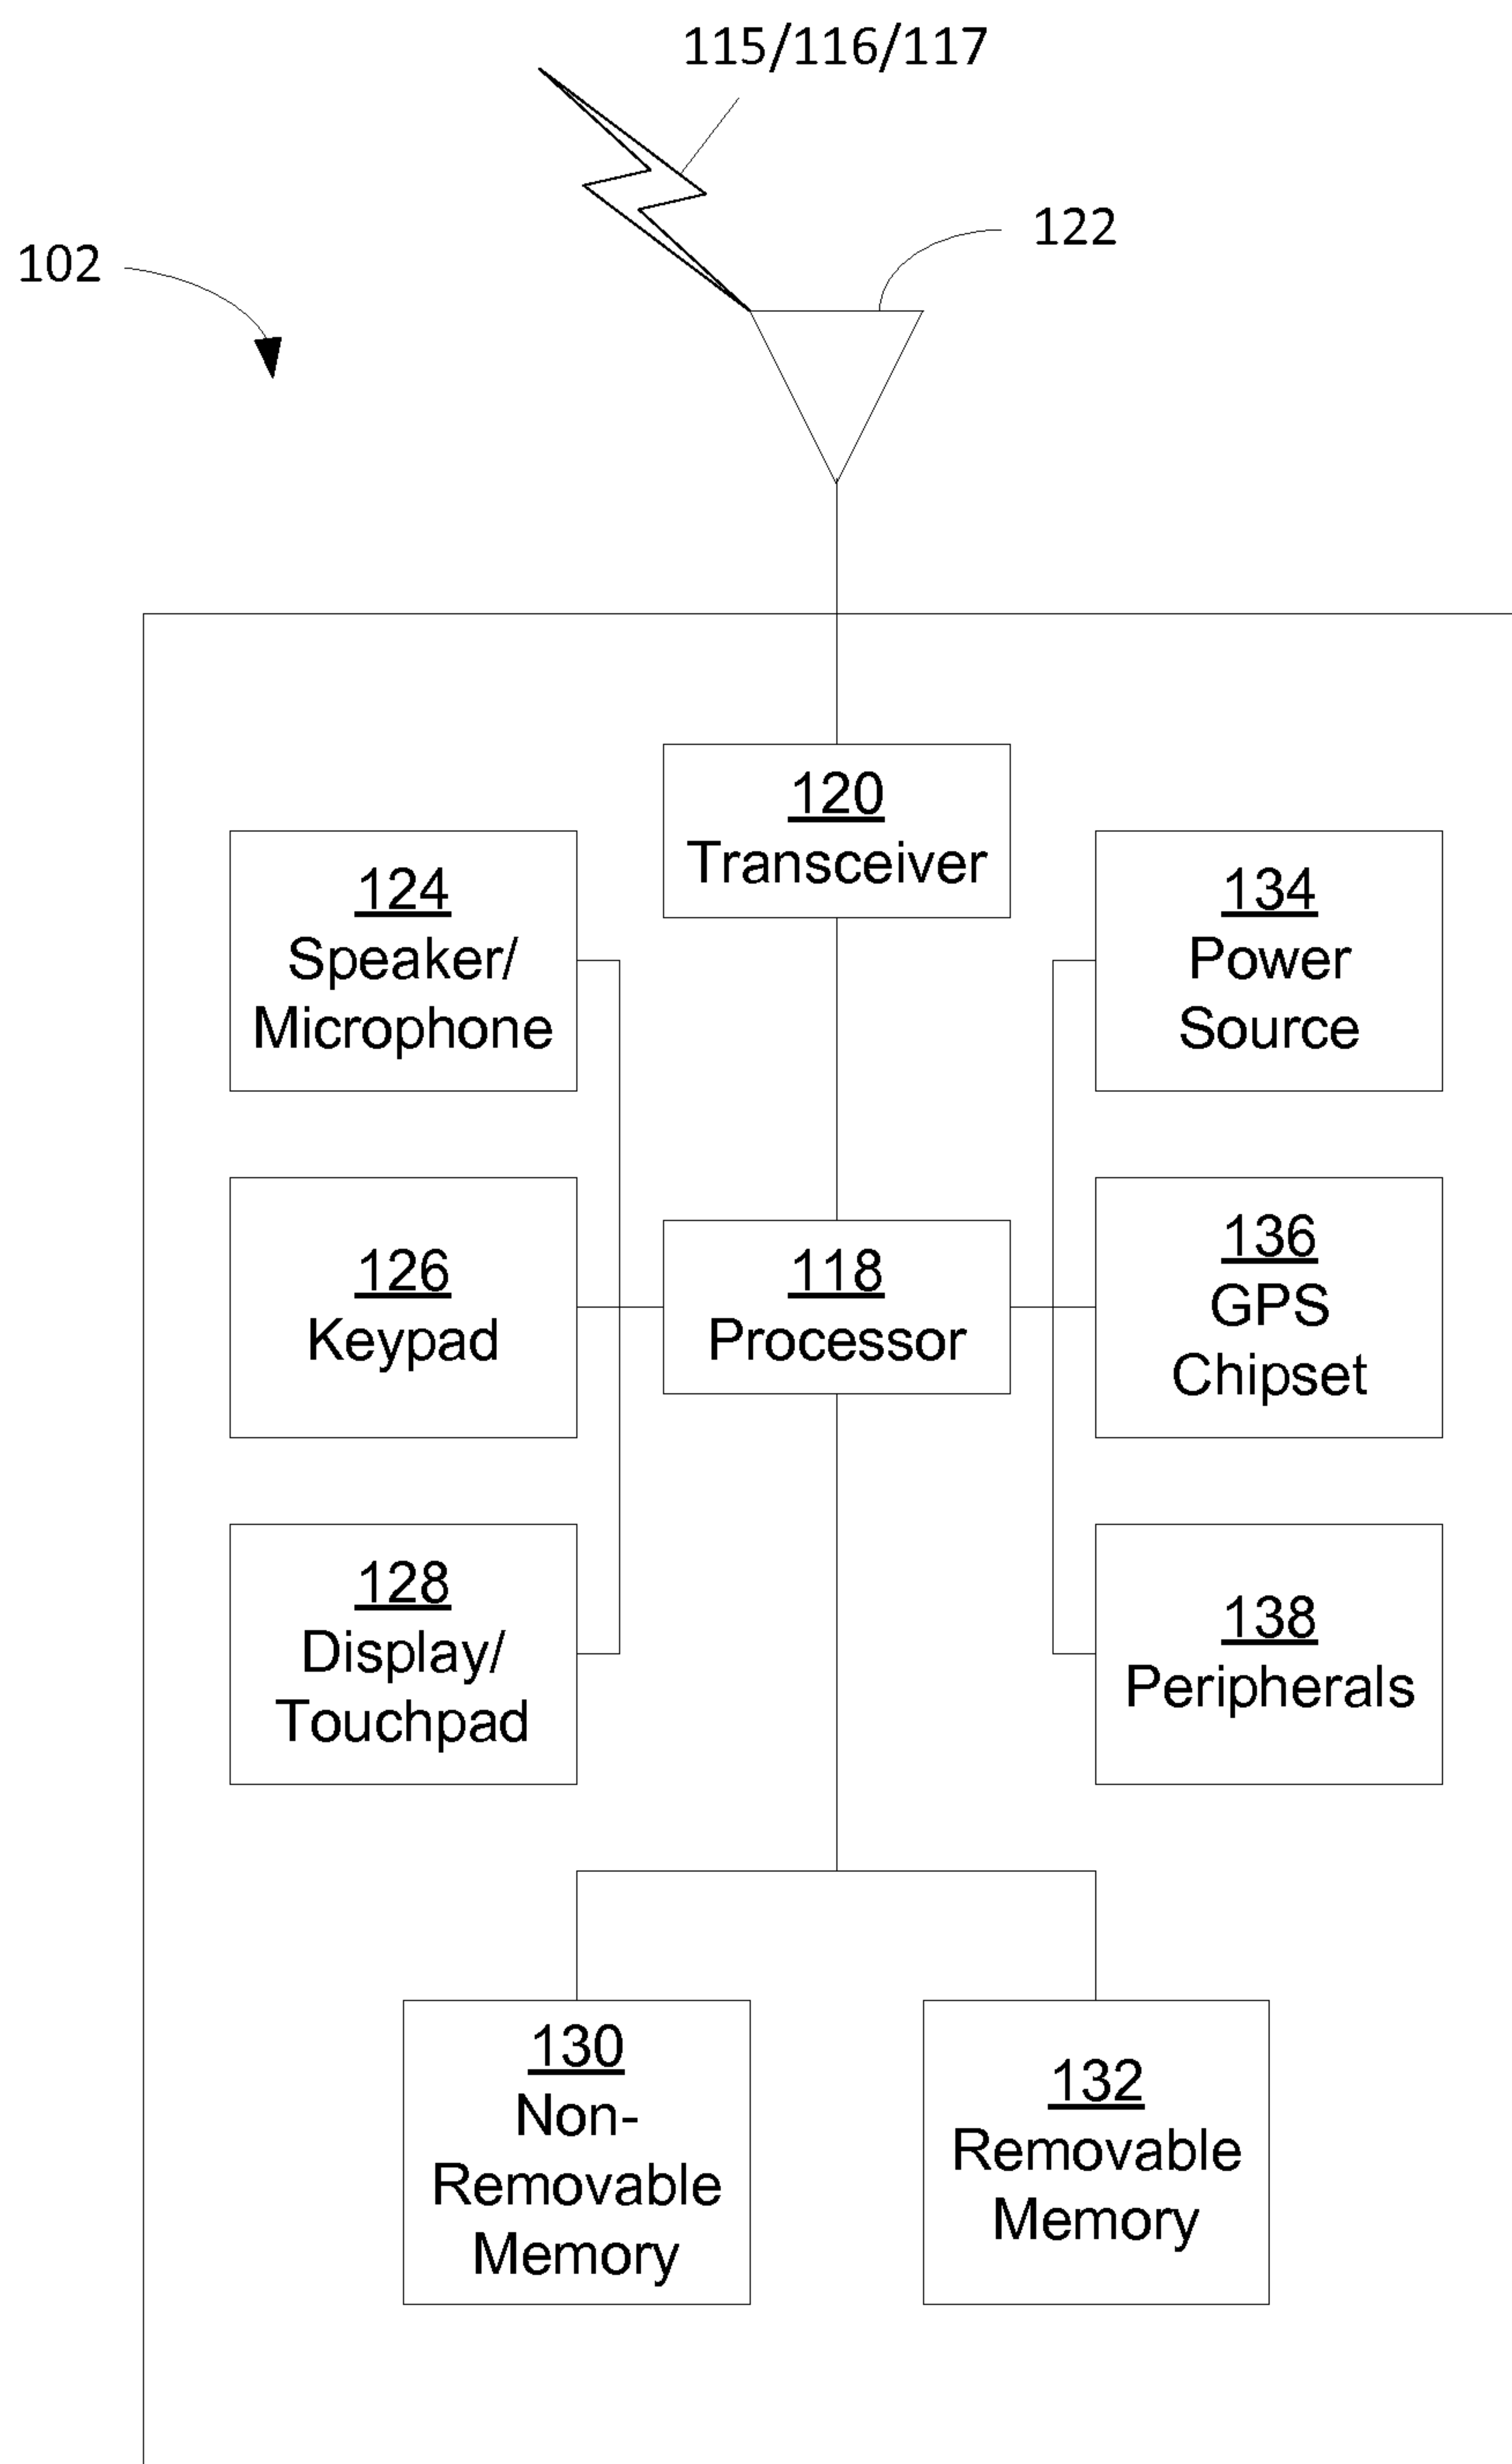 115/116/117
122
102
120
Transceiver
124
Speaker/
Microphone
134
Power
Source
126
Keypad
118
Processor
136
GPS
Chipset
128
Display/
Touchpad
138
Peripherals
130
Non-
Removable
Memory
132
Removable
Memory